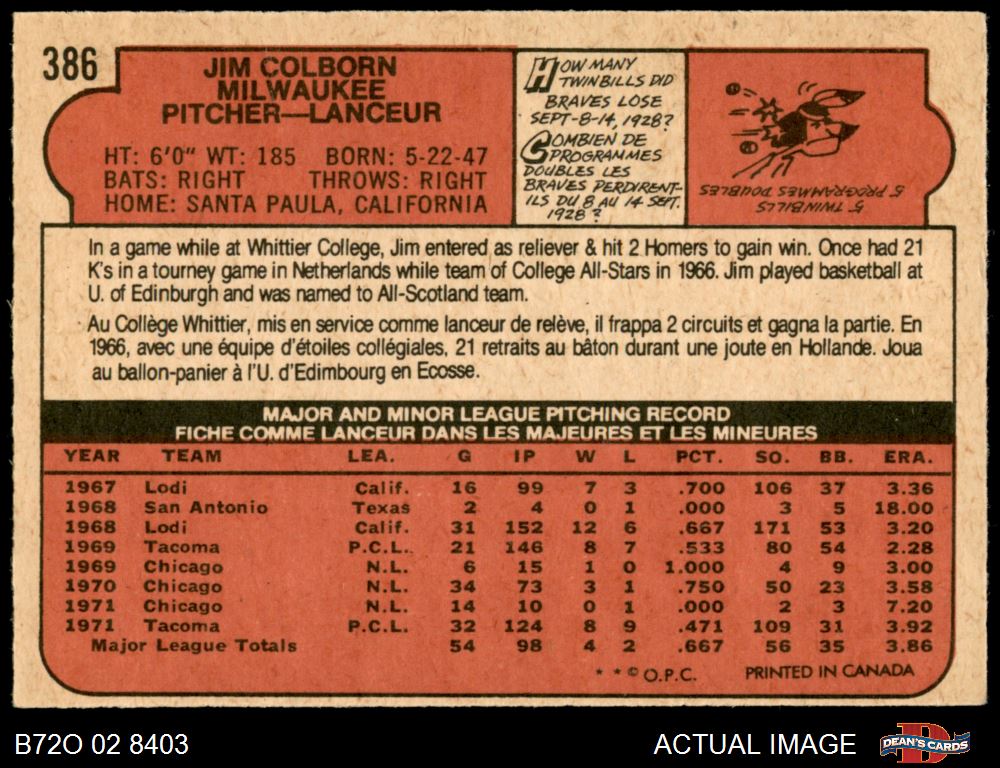 386
JIM COLBORN
MILWAUKEE
PITCHER—LANCEUR
HT: 6'0" WT: 185 BORN: 5-22-47
BATS: RIGHT THROWS: RIGHT
HOME: SANTA PAULA, CALIFORNIA
HOW MANY
TWINBILLS DID
BRAVES LOSE
SEPT-8-14, 1928?
COMBIEN DE
PROGRAMMES
DOUBLES LES
BRAVES PERDIRENT-
ILS DU 8 AU 14 SEPT.
1928?
5 TWINBILLS
5 PROGRAMMES DOUBLES
In a game while at Whittier College, Jim entered as reliever & hit 2 Homers to gain win. Once had 21
K's in a tourney game in Netherlands while team of College All-Stars in 1966. Jim played basketball at
U. of Edinburgh and was named to All-Scotland team.
Au Collège Whittier, mis en service comme lanceur de relève, il frappa 2 circuits et gagna la partie. En
1966, avec une équipe d'étoiles collégiales, 21 retraits au bâton durant une joute en Hollande. Joua
au ballon-panier à l'U. d'Edimbourg en Ecosse.
MAJOR AND MINOR LEAGUE PITCHING RECORD
FICHE COMME LANCEUR DANS LES MAJEURES ET LES MINEURES
YEAR TEAM LEA. G IP W L PCT. SO. BB. ERA.
1967 Lodi Calif. 16 99 7 3 .700 106 37 3.36
1968 San Antonio Texas 2 4 0 1 .000 3 5 18.00
1968 Lodi Calif. 31 152 12 6 .667 171 53 3.20
1969 Tacoma P.C.L. 21 146 8 7 .533 80 54 2.28
1969 Chicago N.L. 6 15 1 0 1.000 4 9 3.00
1970 Chicago N.L. 34 73 3 1 .750 50 23 3.58
1971 Chicago N.L. 14 10 0 1 .000 2 3 7.20
1971 Tacoma P.C.L. 32 124 8 9 .471 109 31 3.92
Major League Totals 54 98 4 2 .667 56 35 3.86
* * © O.P.C. PRINTED IN CANADA
B72O 02 8403
ACTUAL IMAGE
DEAN'S CARDS